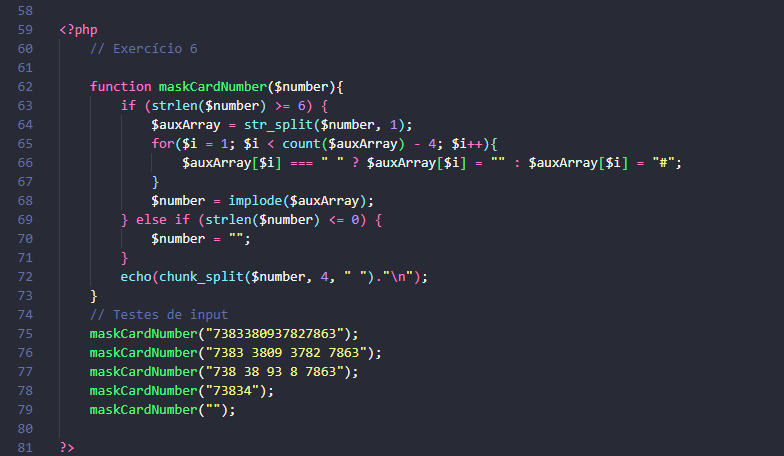 58
59 <?php
60     // Exercício 6
61
62     function maskCardNumber($number){
63         if (strlen($number) >= 6) {
64             $auxArray = str_split($number, 1);
65             for($i = 1; $i < count($auxArray) - 4; $i++){
66                 $auxArray[$i] === " " ? $auxArray[$i] = "" : $auxArray[$i] = "#";
67             }
68             $number = implode($auxArray);
69         } else if (strlen($number) <= 0) {
70             $number = "";
71         }
72         echo(chunk_split($number, 4, " ")."\n");
73     }
74     // Testes de input
75     maskCardNumber("7383380937827863");
76     maskCardNumber("7383 3809 3782 7863");
77     maskCardNumber("738 38 93 8 7863");
78     maskCardNumber("73834");
79     maskCardNumber("");
80
81 ?>